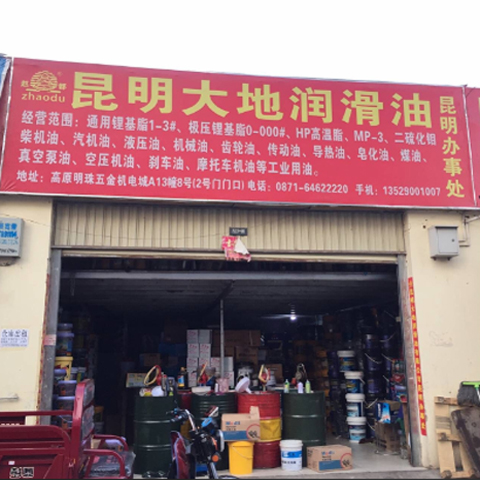 zhaodu
昆明大地润滑油
昆明办事处
经营范围：通用锂基脂1-3#、极压锂基脂0-000#、HP高温脂、MP-3、二硫化钼
柴机油、汽机油、液压油、机械油、齿轮油、传动油、导热油、皂化油、煤油、
真空泵油、空压机油、刹车油、摩托车机油等等工业用油。
地址：高原明珠五金机电城A13幢8号(2号门门口) 电话：0871-64622220 手机：13529001007